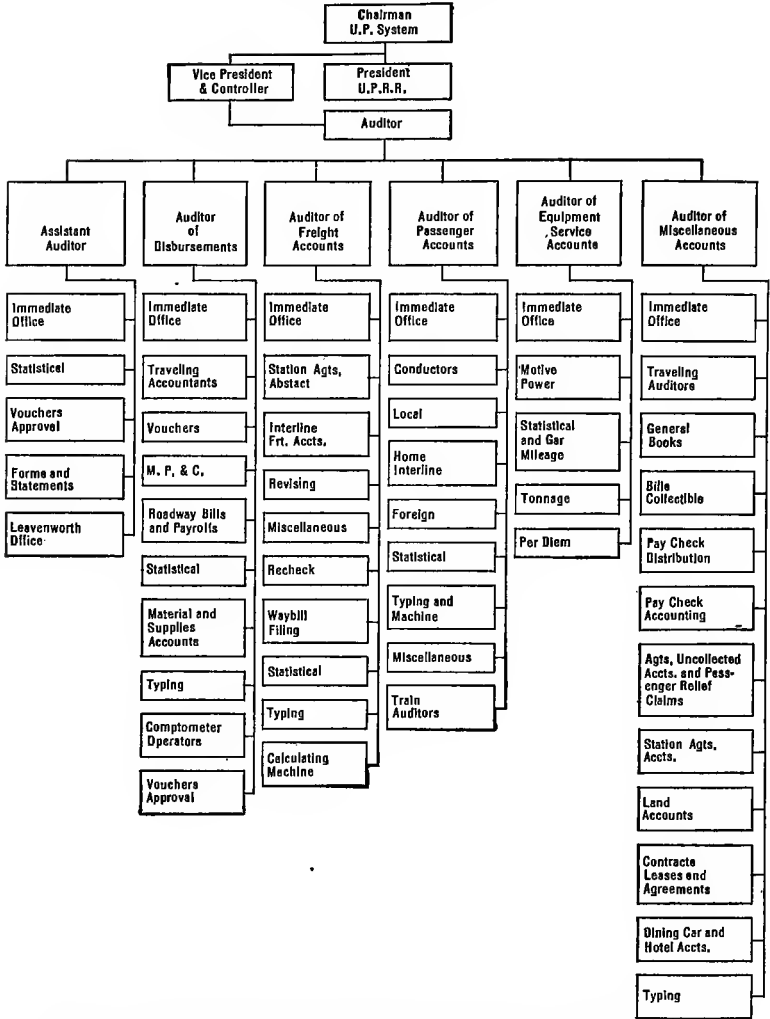 Chairman
U.P. System
Vice President
& Controller
President
U.P.R.R.
Auditor
Assistant
Auditor
Immediate
Office
Statistical
Vouchers
Approval
Forms and
Statements
Leavenworth
Office
Auditor
of
Disbursements
Immediate
Office
Traveling
Accountants
Vouchers
M. P. & C.
Roadway Bills
and Payrolls
Statistical
Material and
Supplies
Accounts
Typing
Comptometer
Operators
Vouchers
Approval
Auditor of
Freight
Accounts
Immediate
Office
Station Agts,
Abstact
Interline
Frt. Accts.
Revising
Miscellaneous
Recheck
Waybill
Filing
Statistical
Typing
Calculating
Machine
Auditor of
Passenger
Accounts
Immediate
Office
Conductors
Local
Home
Interline
Foreign
Statistical
Typing and
Machine
Miscellaneous
Train
Auditors
Auditor of
Equipment
Service
Accounts
Immediate
Office
Motive
Power
Statistical
and Car
Mileage
Tonnage
Per Diem
Auditor of
Miscellaneous
Accounts
Immediate
Office
Traveling
Auditors
General
Books
Bills
Collectible
Pay Check
Distribution
Pay Check
Accounting
Agts, Uncollected
Accts. and Pass-
enger Relief
Claims
Station Agts.
Accts.
Land
Accounts
Contracts
Leases and
Agreements
Dining Car and
Hotel Accts.
Typing